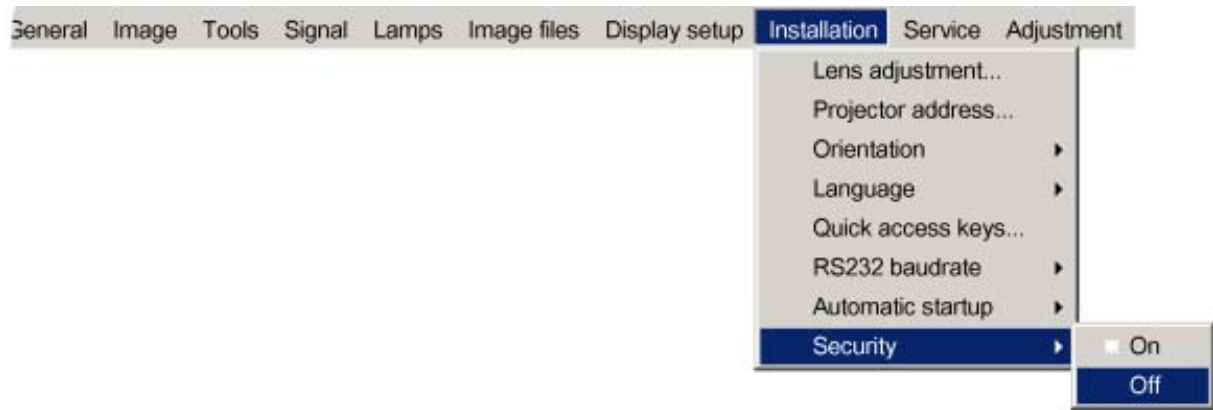 General Image Tools Signal Lamps Image files Display setup Installation Service Adjustment
Lens adjustment...
Projector address...
Orientation
Language
Quick access keys...
RS232 baudrate
Automatic startup
Security
On
Off